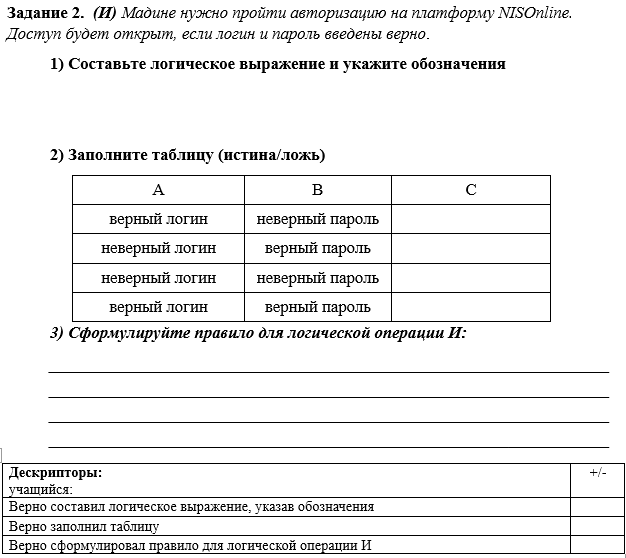 Задание 2. (И) Мадине нужно пройти авторизацию на платформу NISOnline.
Доступ будет открыт, если логин и пароль введены верно.
1) Составьте логическое выражение и укажите обозначения
2) Заполните таблицу (истина/ложь)
А В С
верный логин неверный пароль
неверный логин верный пароль
неверный логин неверный пароль
верный логин верный пароль
3) Сформулируйте правило для логической операции И:
Дескрипторы: +/-
учащийся:
Верно составил логическое выражение, указав обозначения
Верно заполнил таблицу
Верно сформулировал правило для логической операции И